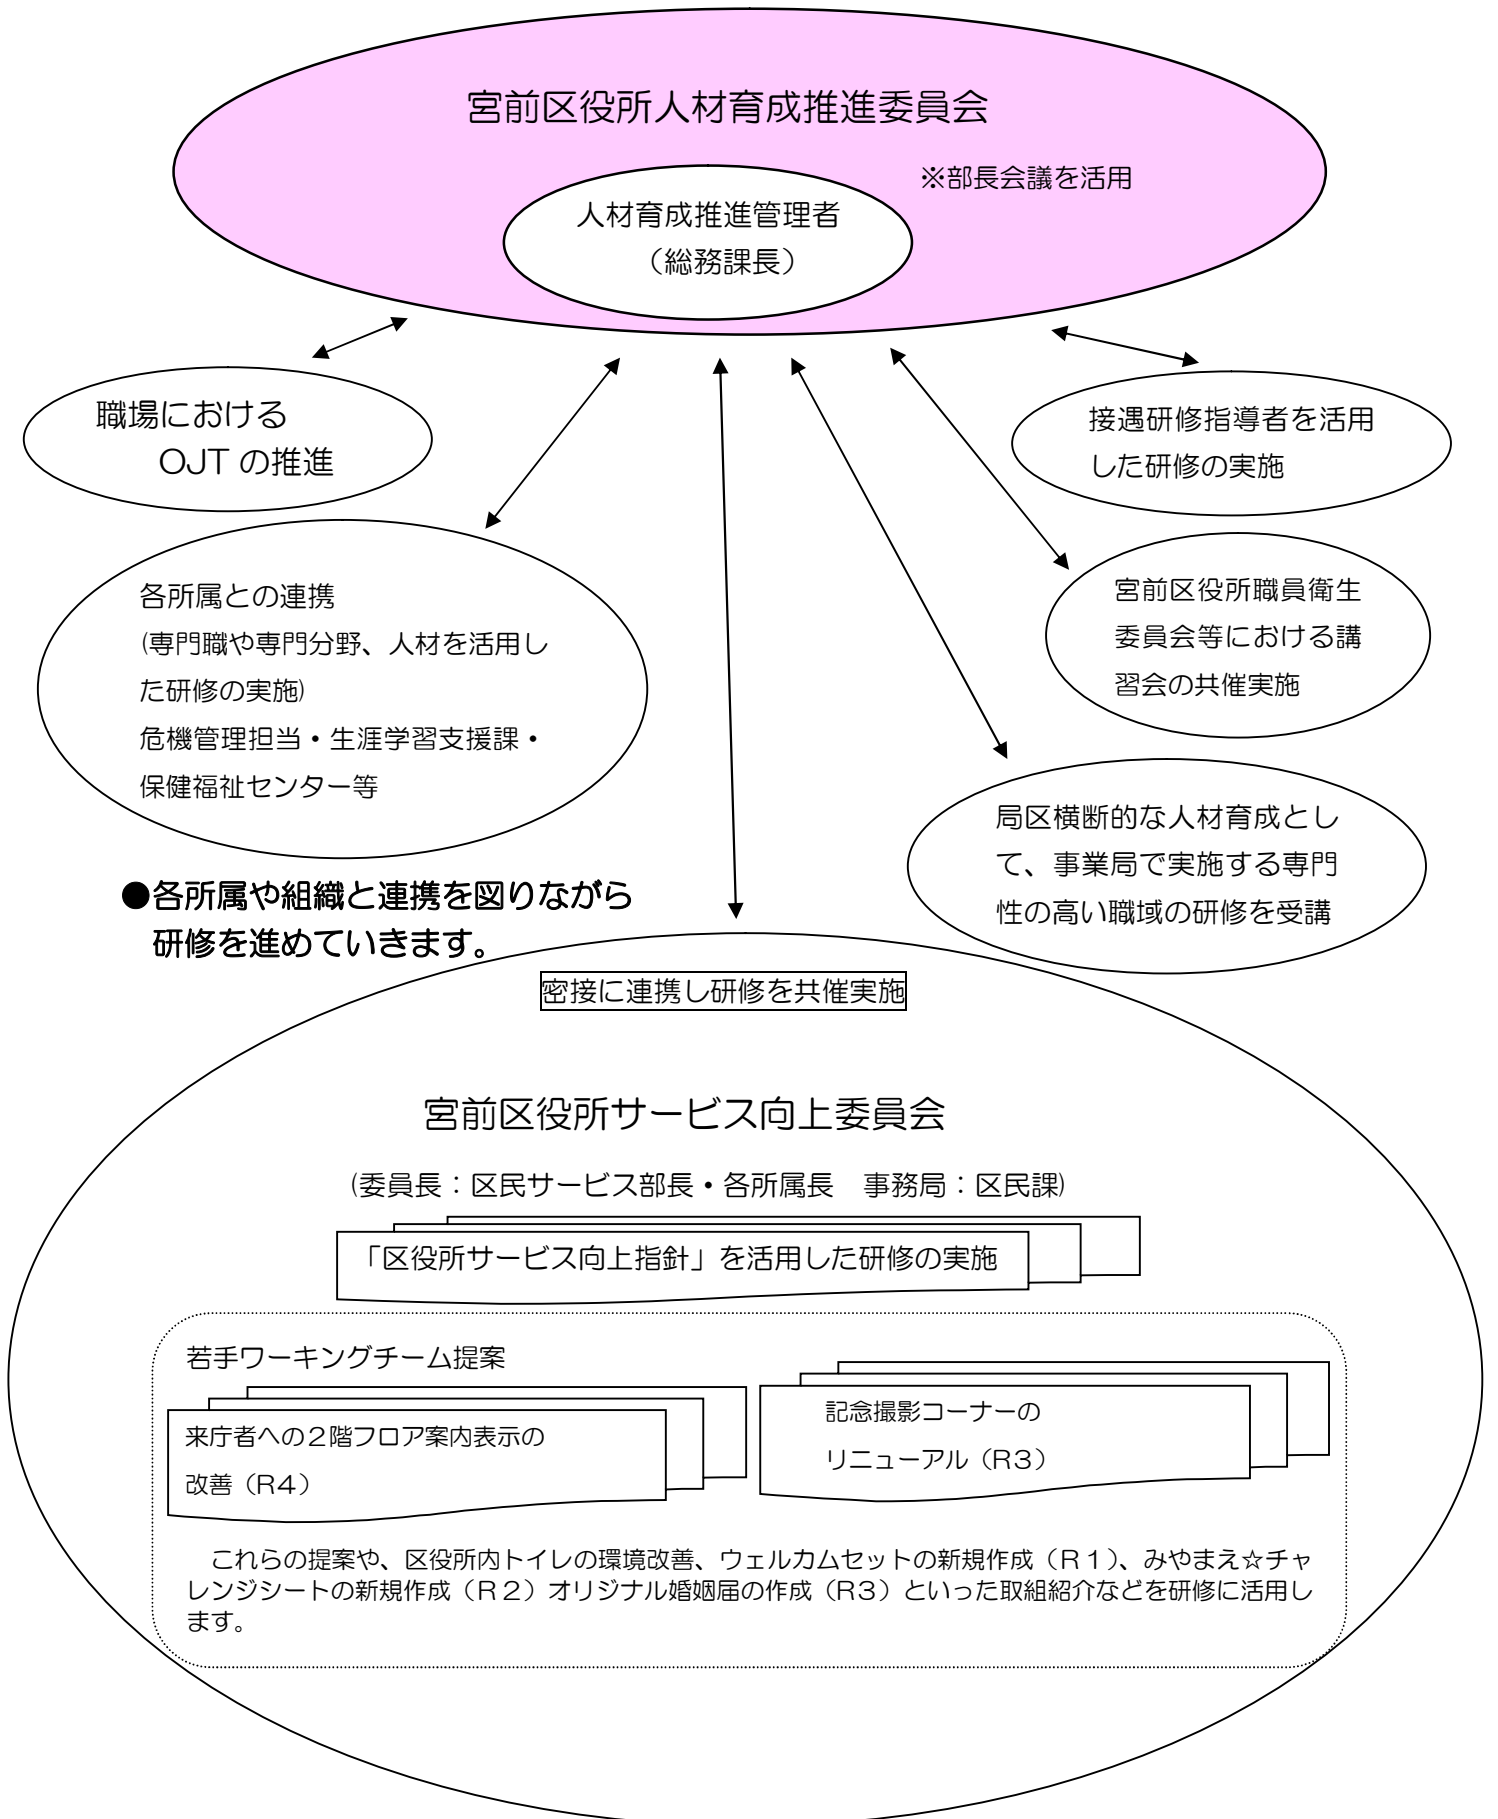 宮前区役所人材育成推進委員会
※部長会議を活用
人材育成推進管理者
（総務課長）
職場における
OJT の推進
接遇研修指導者を活用
した研修の実施
各所属との連携
(専門職や専門分野、人材を活用し
た研修の実施)
危機管理担当・生涯学習支援課・
保健福祉センター等
宮前区役所職員衛生
委員会等における講
習会の共催実施
局区横断的な人材育成とし
て、事業局で実施する専門
性の高い職域の研修を受講
●各所属や組織と連携を図りながら
研修を進めていきます。
密接に連携し研修を共催実施
宮前区役所サービス向上委員会
(委員長：区民サービス部長・各所属長　事務局：区民課)
「区役所サービス向上指針」を活用した研修の実施
若手ワーキングチーム提案
来庁者への２階フロア案内表示の
改善（R4）
記念撮影コーナーの
リニューアル（R3）
これらの提案や、区役所内トイレの環境改善、ウェルカムセットの新規作成（Ｒ１）、みやまえ☆チャ
レンジシートの新規作成（Ｒ２）オリジナル婚姻届の作成（R3）といった取組紹介などを研修に活用し
ます。